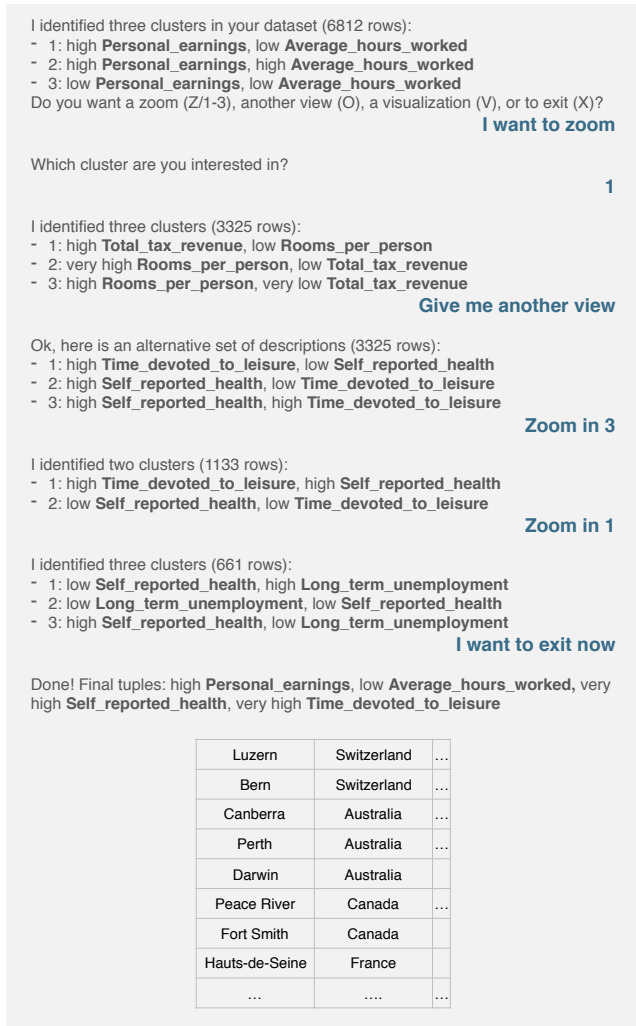 I identified three clusters in your dataset (6812 rows):
- 1: high Personal_earnings, low Average_hours_worked
- 2: high Personal_earnings, high Average_hours_worked
- 3: low Personal_earnings, low Average_hours_worked
Do you want a zoom (Z/1-3), another view (O), a visualization (V), or to exit (X)?
I want to zoom
Which cluster are you interested in?
1
I identified three clusters (3325 rows):
- 1: high Total_tax_revenue, low Rooms_per_person
- 2: very high Rooms_per_person, low Total_tax_revenue
- 3: high Rooms_per_person, very low Total_tax_revenue
Give me another view
Ok, here is an alternative set of descriptions (3325 rows):
- 1: high Time_devoted_to_leisure, low Self_reported_health
- 2: high Self_reported_health, low Time_devoted_to_leisure
- 3: high Self_reported_health, high Time_devoted_to_leisure
Zoom in 3
I identified two clusters (1133 rows):
- 1: high Time_devoted_to_leisure, high Self_reported_health
- 2: low Self_reported_health, low Time_devoted_to_leisure
Zoom in 1
I identified three clusters (661 rows):
- 1: low Self_reported_health, high Long_term_unemployment
- 2: low Long_term_unemployment, low Self_reported_health
- 3: high Self_reported_health, low Long_term_unemployment
I want to exit now
Done! Final tuples: high Personal_earnings, low Average_hours_worked, very
high Self_reported_health, very high Time_devoted_to_leisure
Luzern Switzerland …
Bern Switzerland …
Canberra Australia …
Perth Australia …
Darwin Australia
Peace River Canada …
Fort Smith Canada
Hauts-de-Seine France
… …. …